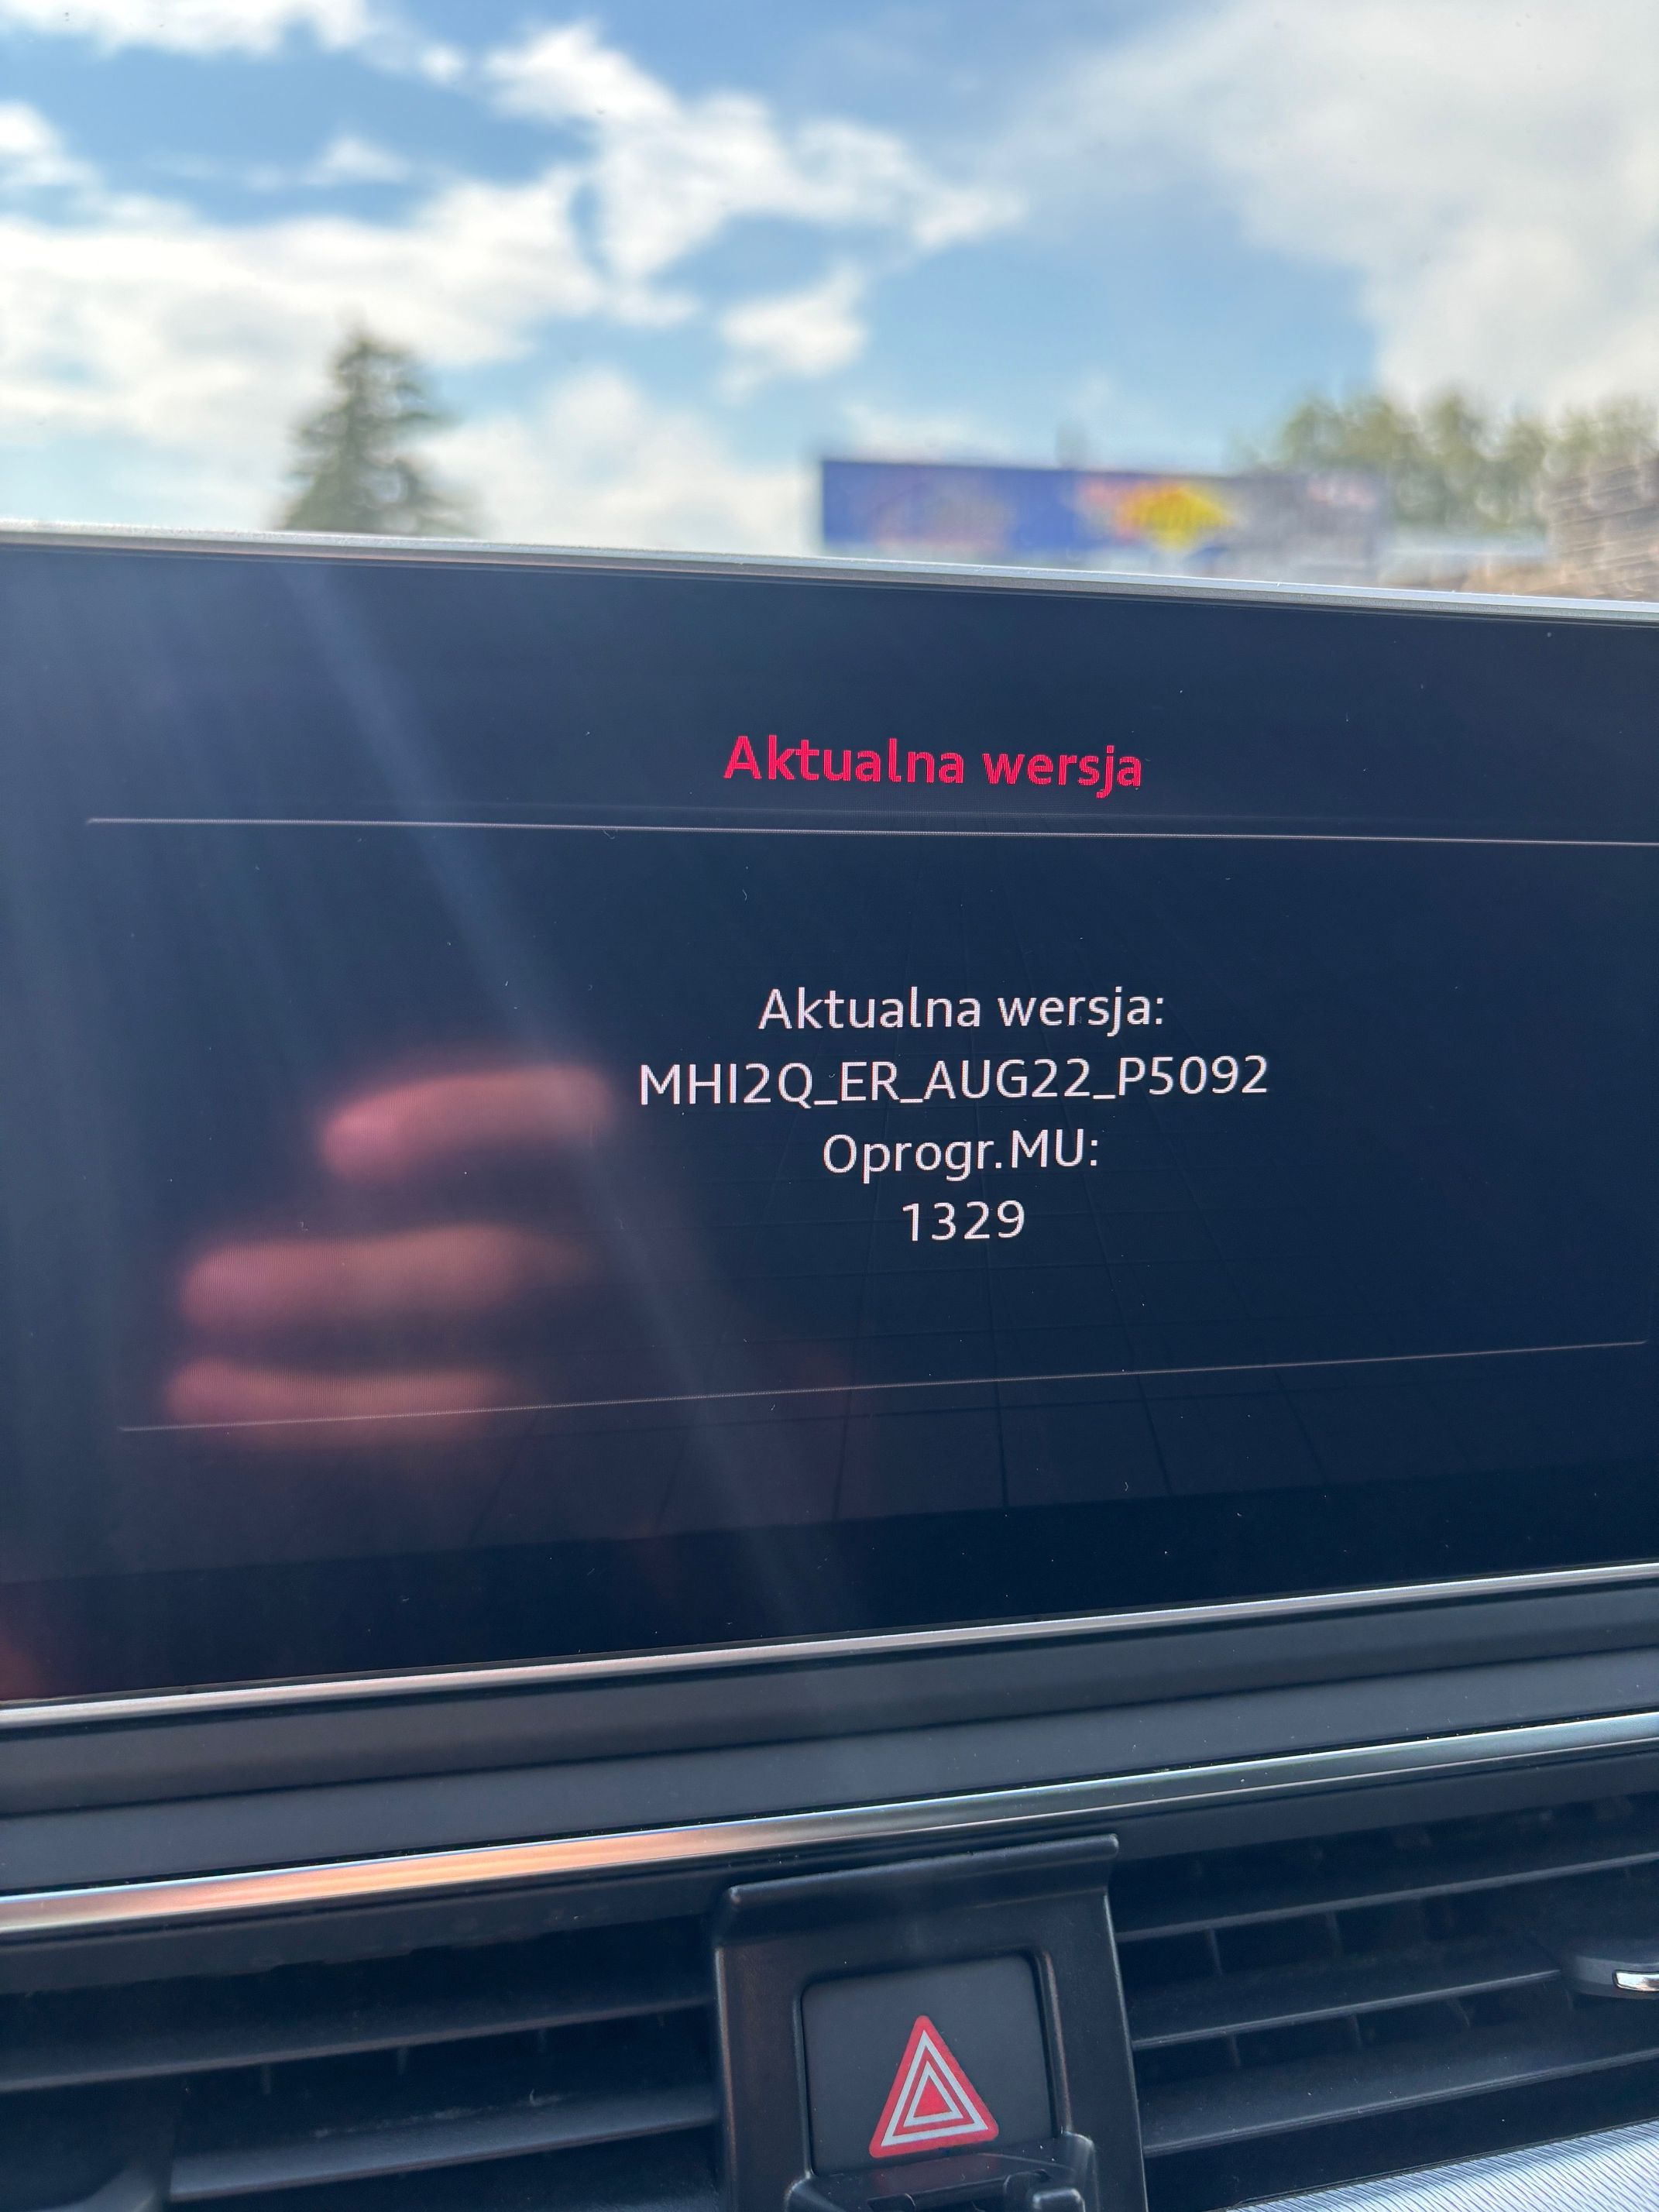 Aktualna wersja
Aktualna wersja:
MHI2Q_ER_AUG22_P5092
Oprogr.MU:
1329